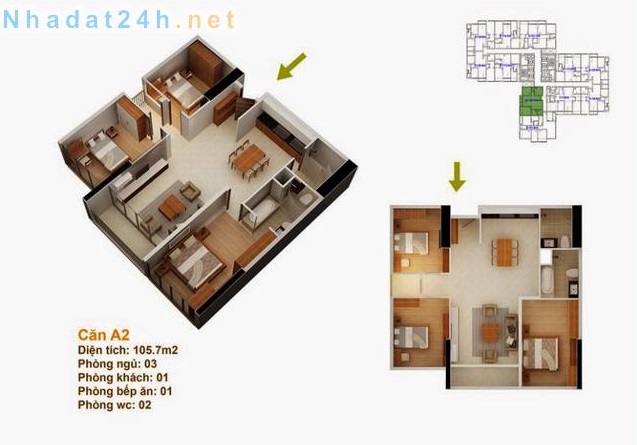 Nhadat24h.net
Căn A2
Diện tích: 105.7m2
Phòng ngủ: 03
Phòng khách: 01
Phòng bếp ăn: 01
Phòng wc: 02